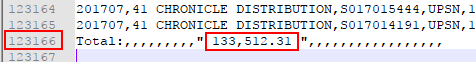 123164 201707,41 CHRONICLE DISTRIBUTION,S017015444,UPSN,1
123165 201707,41 CHRONICLE DISTRIBUTION,S017014191,UPSN,1
123166 Total:,,,,,,,,," 133,512.31 ",,,,,,,,,,,,,,,,,
123167